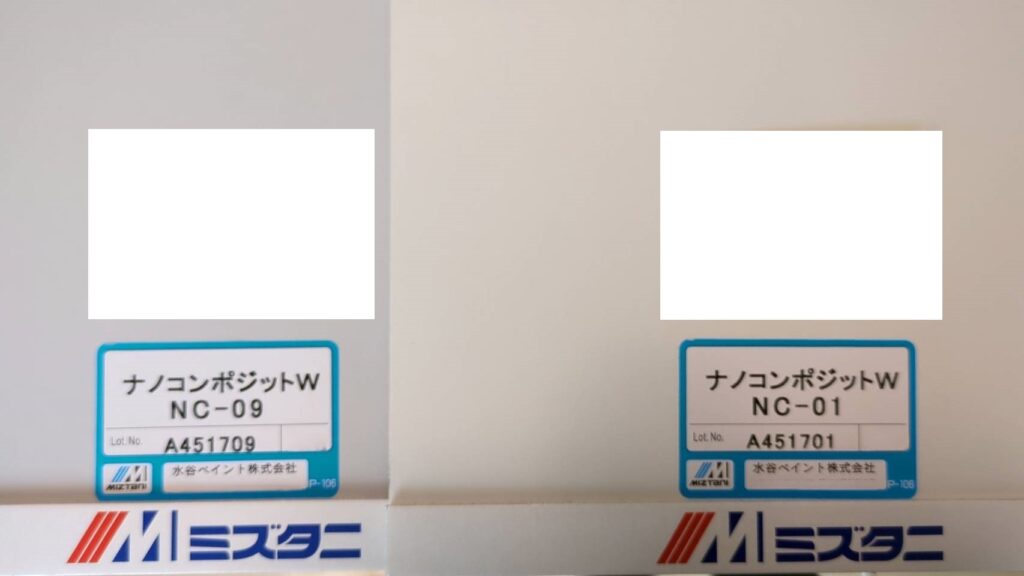 ナノコンポジットW
NC-09
Lot.No. A451709
MIZTANI 水谷ペイント株式会社
P-106
ミズタニ
ナノコンポジットW
NC-01
Lot.No. A451701
MIZTANI 水谷ペイント株式会社
P-106
ミズタニ